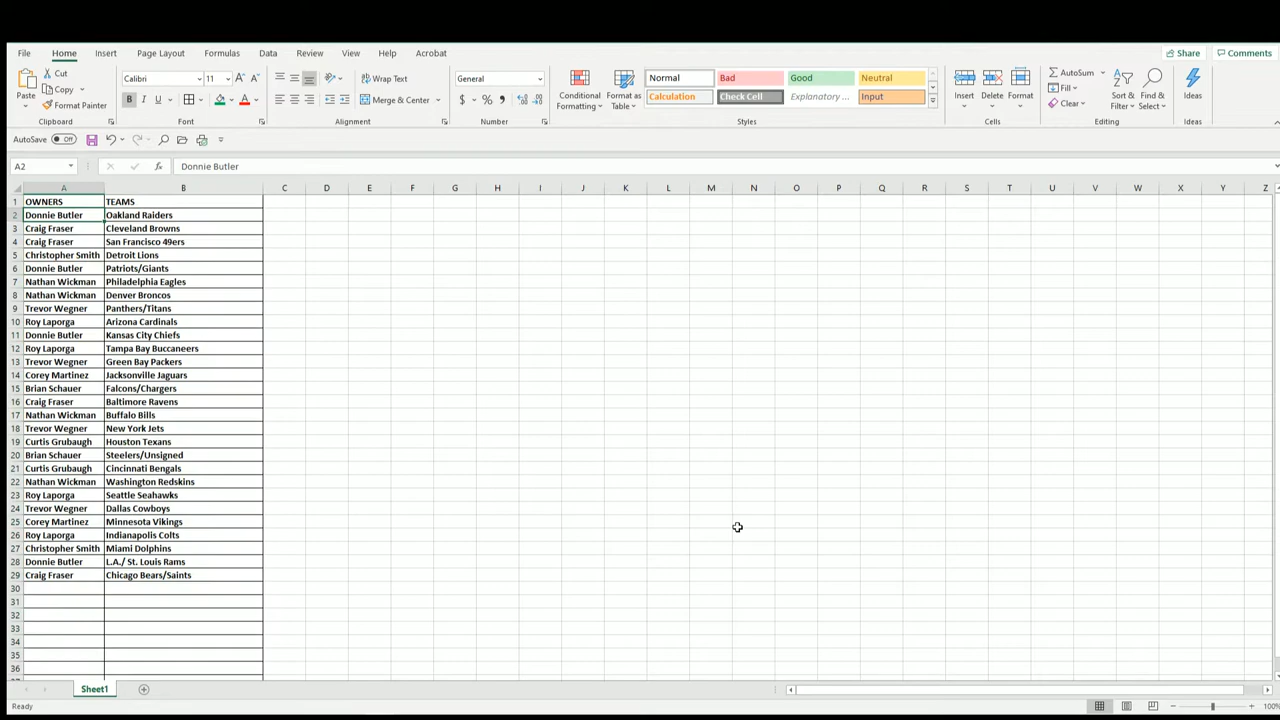 File Home Insert Page Layout Formulas Data Review View Help Acrobat Share Comments
Cut Calibri 11 Wrap Text General Normal Bad Good Neutral AutoSum
Paste Copy Conditional Format as Insert Delete Format Fill Sort & Find & Ideas
Format Painter B I U Merge & Center $ % Formatting Table Calculation Check Cell Explanatory ... Input Clear Filter Select
Clipboard Font Alignment Number Styles Cells Editing Ideas
AutoSave Off
A2 fx Donnie Butler
A B C D E F G H I J K L M N O P Q R S T U V W X Y Z
1 OWNERS TEAMS
2 Donnie Butler Oakland Raiders
3 Craig Fraser Cleveland Browns
4 Craig Fraser San Francisco 49ers
5 Christopher Smith Detroit Lions
6 Donnie Butler Patriots/Giants
7 Nathan Wickman Philadelphia Eagles
8 Nathan Wickman Denver Broncos
9 Trevor Wegner Panthers/Titans
10 Roy Laporga Arizona Cardinals
11 Donnie Butler Kansas City Chiefs
12 Roy Laporga Tampa Bay Buccaneers
13 Trevor Wegner Green Bay Packers
14 Corey Martinez Jacksonville Jaguars
15 Brian Schauer Falcons/Chargers
16 Craig Fraser Baltimore Ravens
17 Nathan Wickman Buffalo Bills
18 Trevor Wegner New York Jets
19 Curtis Grubaugh Houston Texans
20 Brian Schauer Steelers/Unsigned
21 Curtis Grubaugh Cincinnati Bengals
22 Nathan Wickman Washington Redskins
23 Roy Laporga Seattle Seahawks
24 Trevor Wegner Dallas Cowboys
25 Corey Martinez Minnesota Vikings
26 Roy Laporga Indianapolis Colts
27 Christopher Smith Miami Dolphins
28 Donnie Butler L.A./ St. Louis Rams
29 Craig Fraser Chicago Bears/Saints
30
31
32
33
34
35
36
Sheet1
Ready 100%